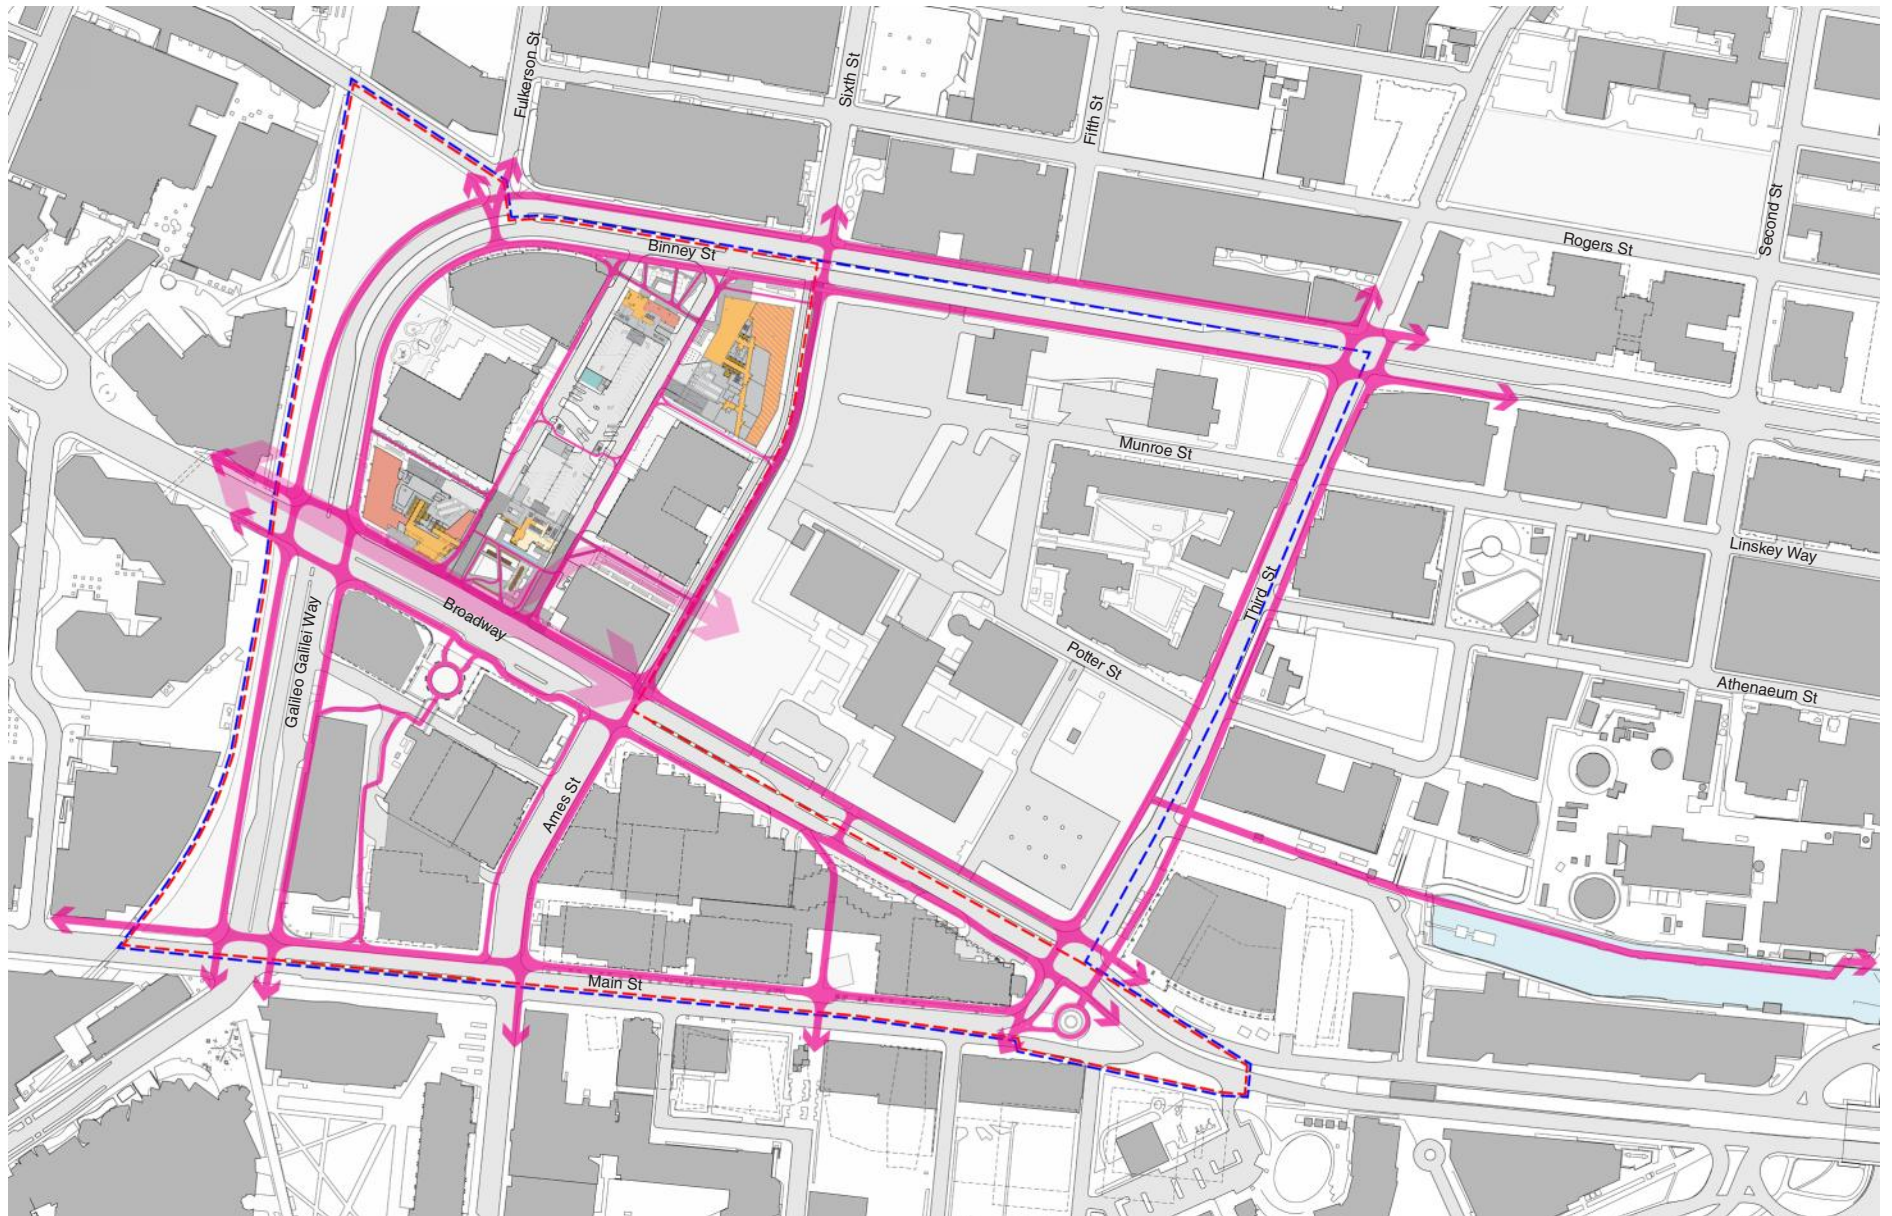 Fulkerson St
Sixth St
Fifth St
Second St
Rogers St
Binney St
Munroe St
Linskey Way
Third St
Broadway
Galileo Galilei Way
Potter St
Athenaeum St
Ames St
Main St